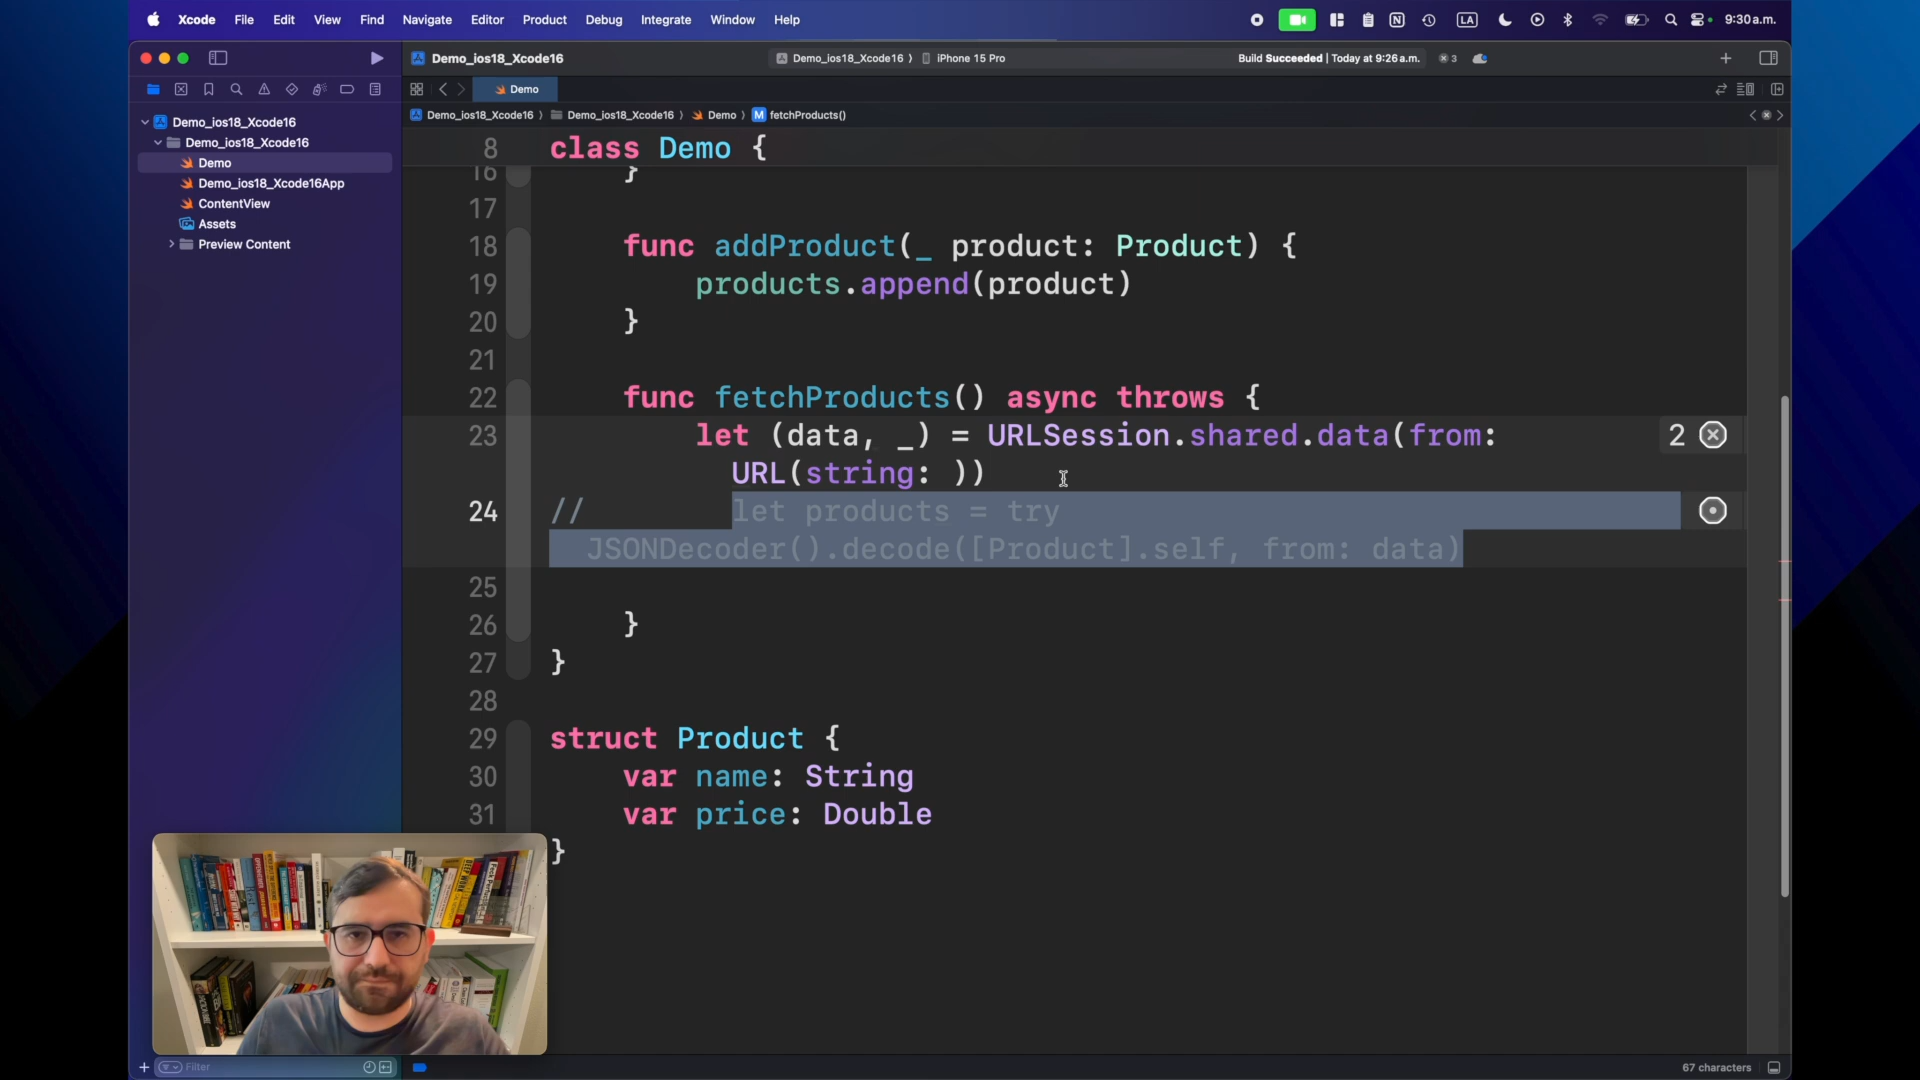 Xcode File Edit View Find Navigate Editor Product Debug Integrate Window Help LA 9:30 a.m.
Demo_ios18_Xcode16 Demo_ios18_Xcode16 iPhone 15 Pro Build Succeeded | Today at 9:26 a.m. 3
Demo
Demo_ios18_Xcode16 Demo_ios18_Xcode16 Demo M fetchProducts()
Demo_ios18_Xcode16
Demo_ios18_Xcode16
Demo
Demo_ios18_Xcode16App
ContentView
Assets
Preview Content
8 class Demo {
16 }
17
18 func addProduct(_ product: Product) {
19 products.append(product)
20 }
21
22 func fetchProducts() async throws {
23 let (data, _) = URLSession.shared.data(from: 2
URL(string: ))
24 // let products = try
JSONDecoder().decode([Product].self, from: data)
25
26 }
27 }
28
29 struct Product {
30 var name: String
31 var price: Double
}
Filter
67 characters